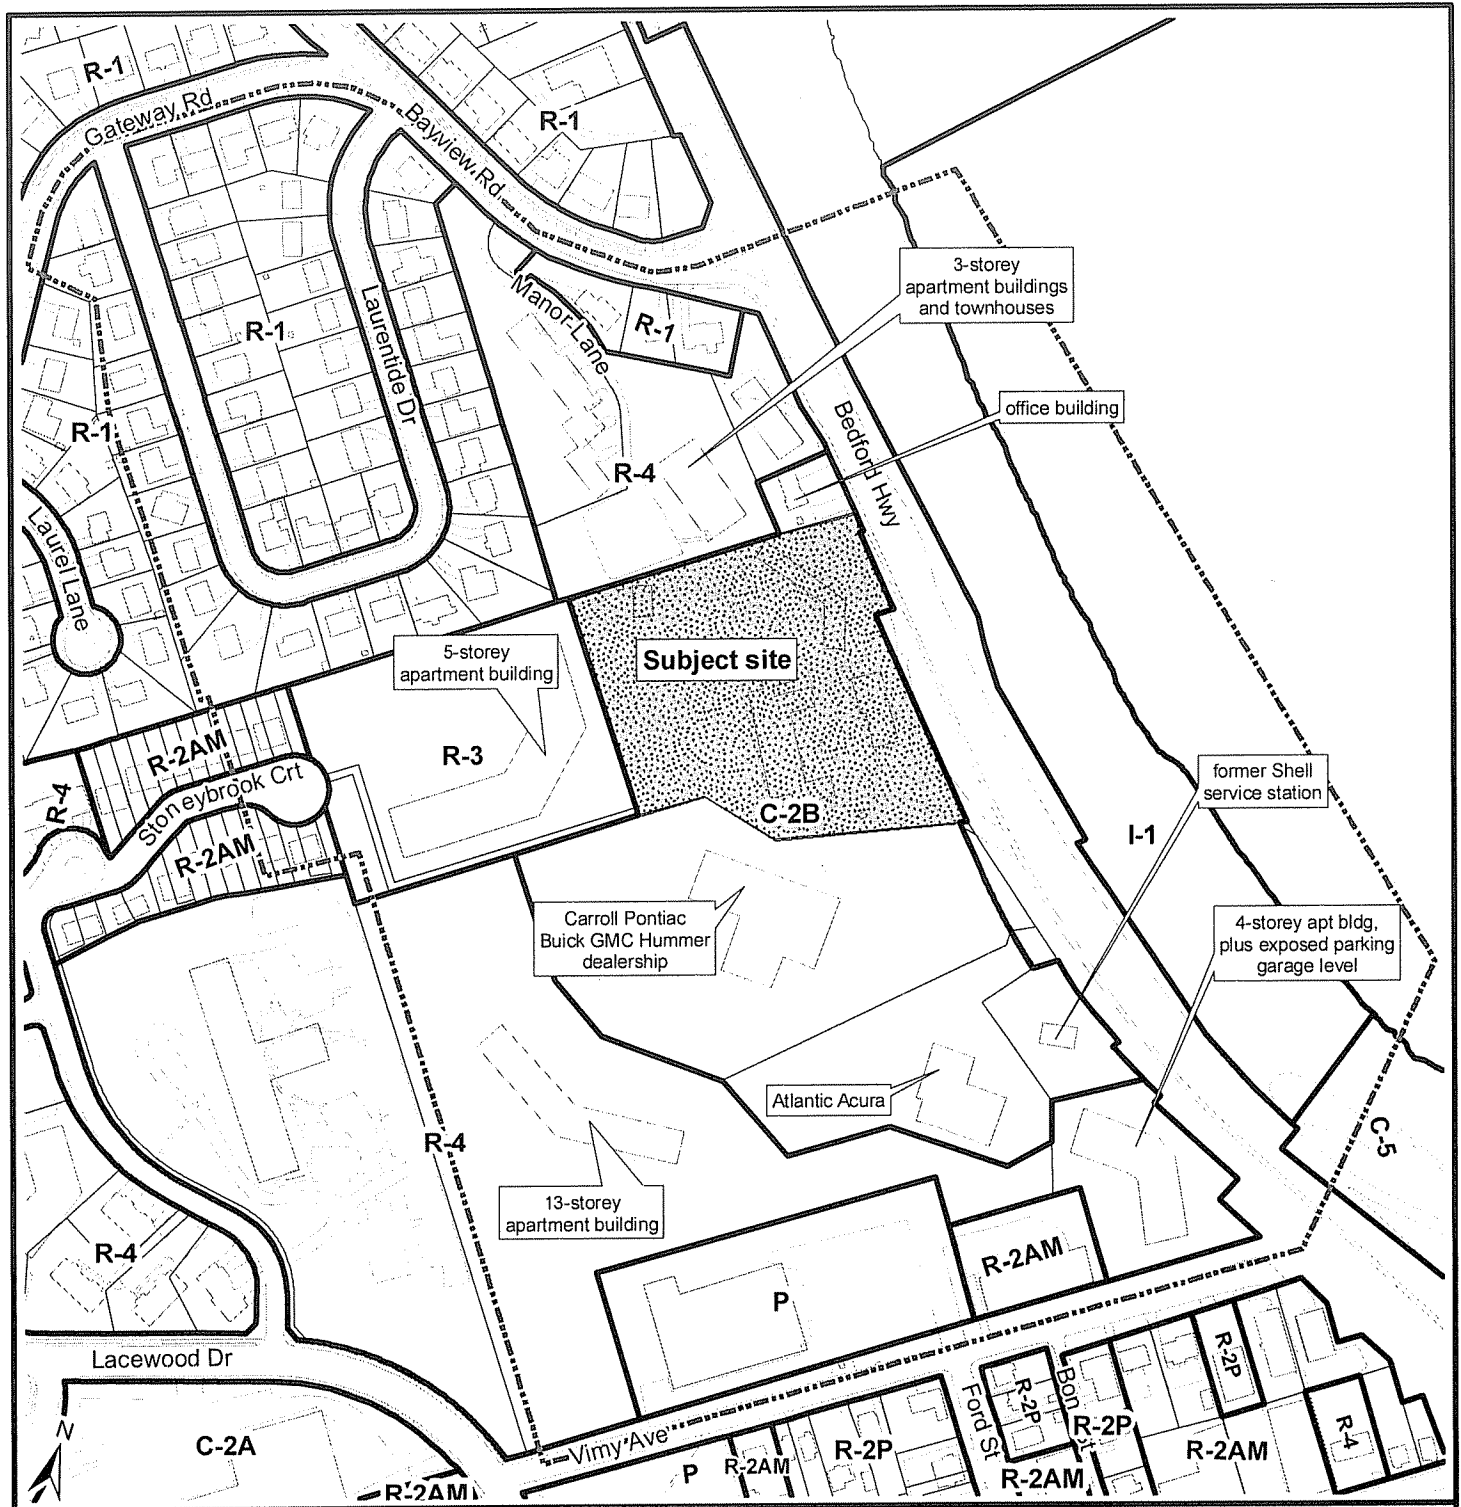 R-1
Gateway Rd
Bayview Rd
R-1
3-storey
apartment buildings
and townhouses
Manor Lane
R-1
R-1
Laurentide Dr
office building
Bedford Hwy
R-1
R-4
Laurel Lane
5-storey
apartment building
Subject site
R-2AM
R-3
Stoneybrook Crt
R-4
former Shell
service station
C-2B
I-1
R-2AM
Carroll Pontiac
Buick GMC Hummer
dealership
4-storey apt bldg,
plus exposed parking
garage level
Atlantic Acura
R-4
C-5
13-storey
apartment building
R-4
R-2AM
P
Lacewood Dr
R-2P
R-2P
Ford St
R-2P
R-4
N
C-2A
Vimy Ave
R-2P
R-2AM
P
R-2AM
R-2AM
R-2AM